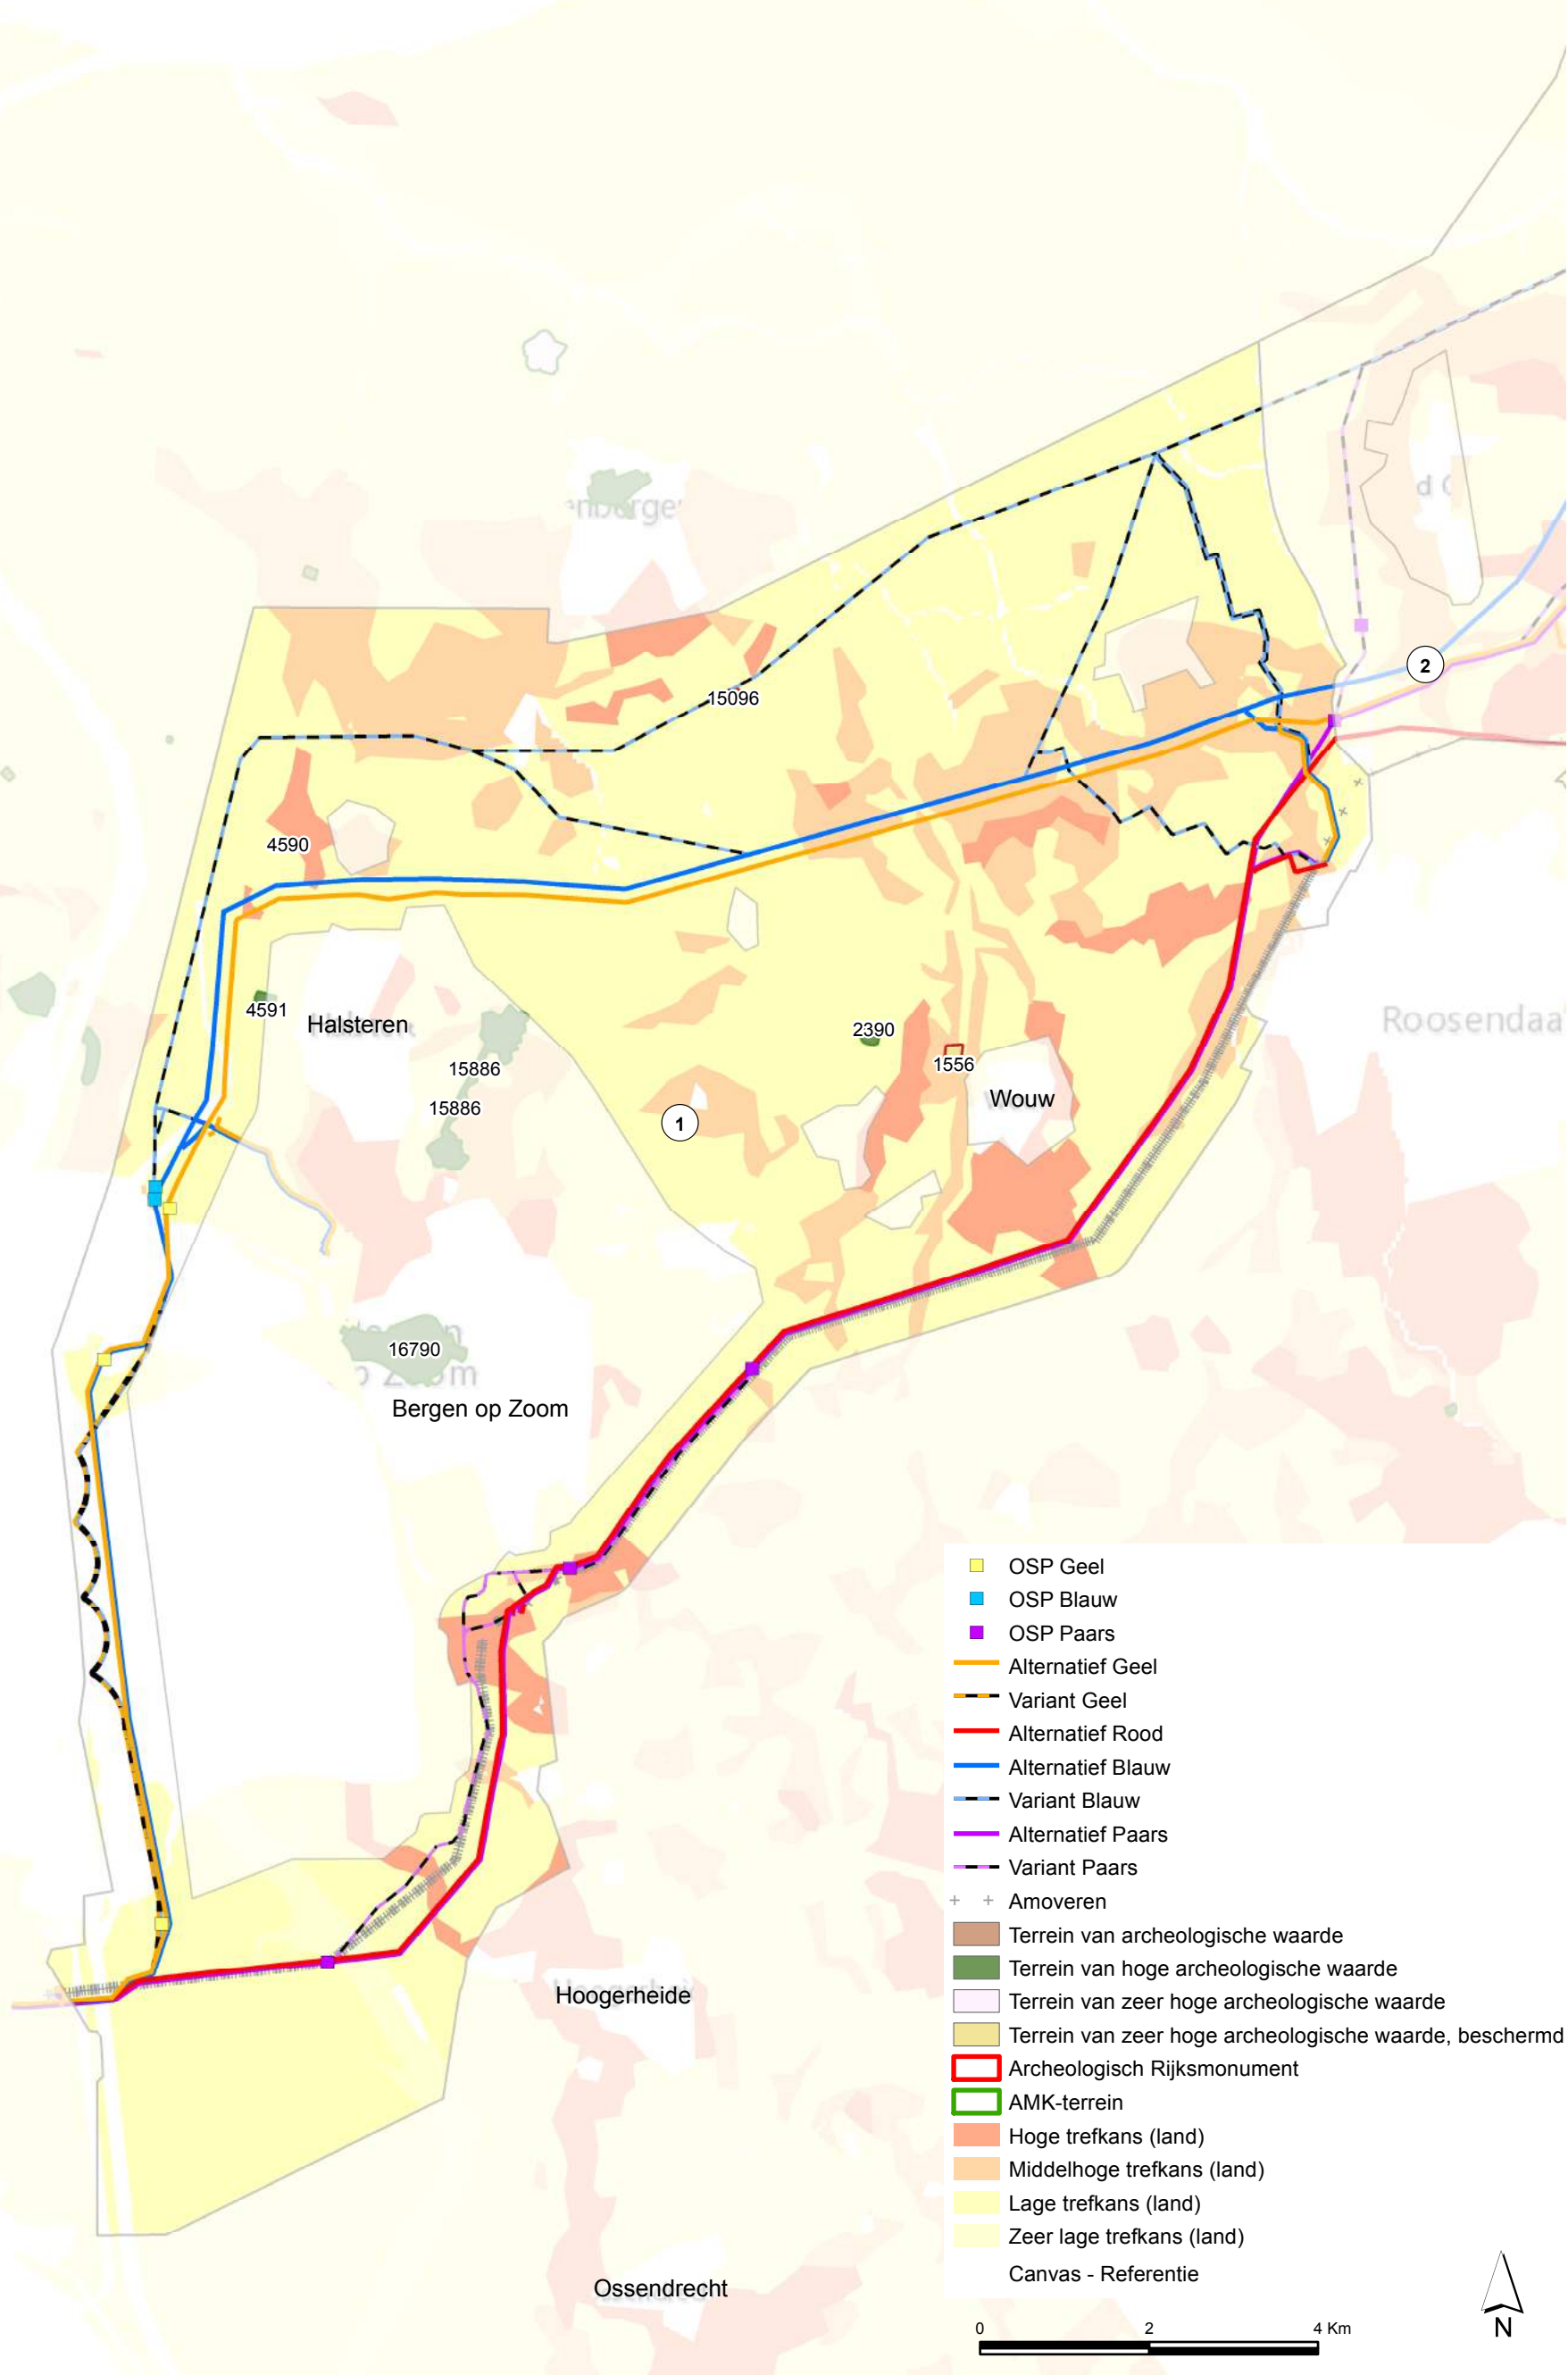 2
15096
4590
4591
Halsteren
Roosendaa
2390
15886
1556
15886
Wouw
1
16790
Bergen op Zoom
Hoogerheide
Ossendrecht
OSP Geel
OSP Blauw
OSP Paars
Alternatief Geel
Variant Geel
Alternatief Rood
Alternatief Blauw
Variant Blauw
Alternatief Paars
Variant Paars
Amoveren
Terrein van archeologische waarde
Terrein van hoge archeologische waarde
Terrein van zeer hoge archeologische waarde
Terrein van zeer hoge archeologische waarde, beschermd
Archeologisch Rijksmonument
AMK-terrein
Hoge trefkans (land)
Middelhoge trefkans (land)
Lage trefkans (land)
Zeer lage trefkans (land)
Canvas - Referentie
0 2 4 Km
N